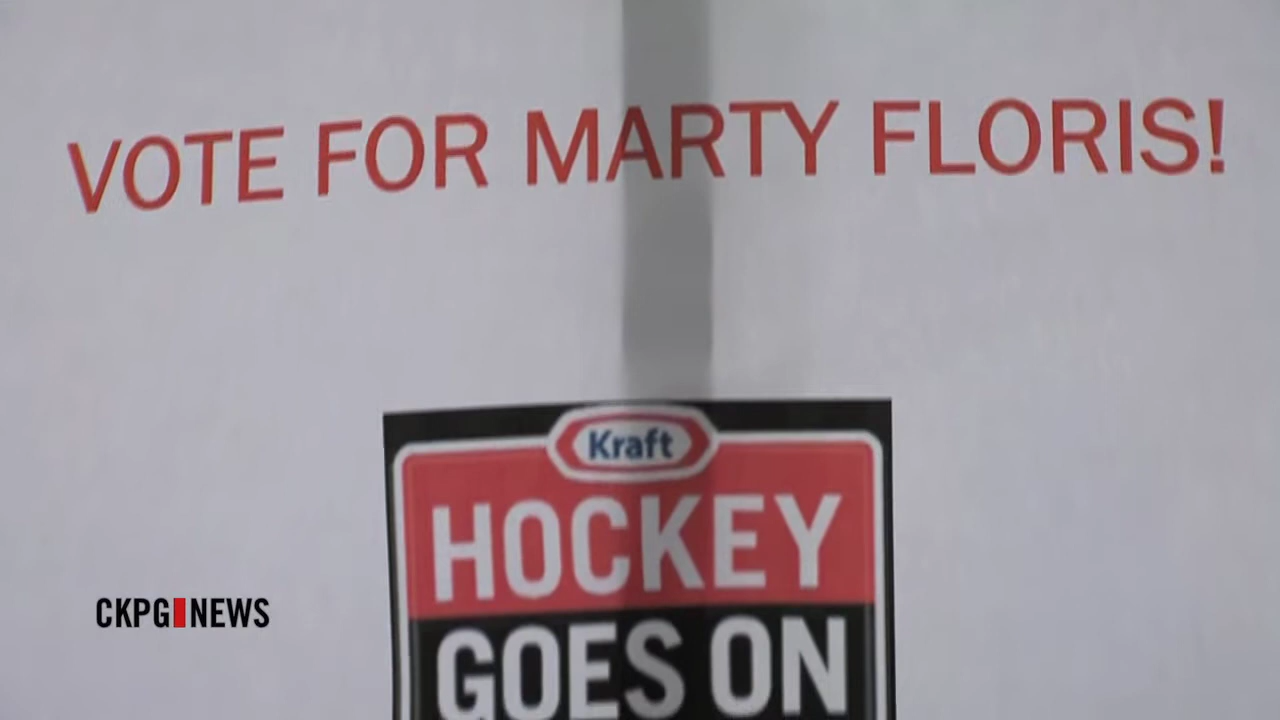 VOTE FOR MARTY FLORIS!
Kraft
HOCKEY
GOES ON
CKPG NEWS